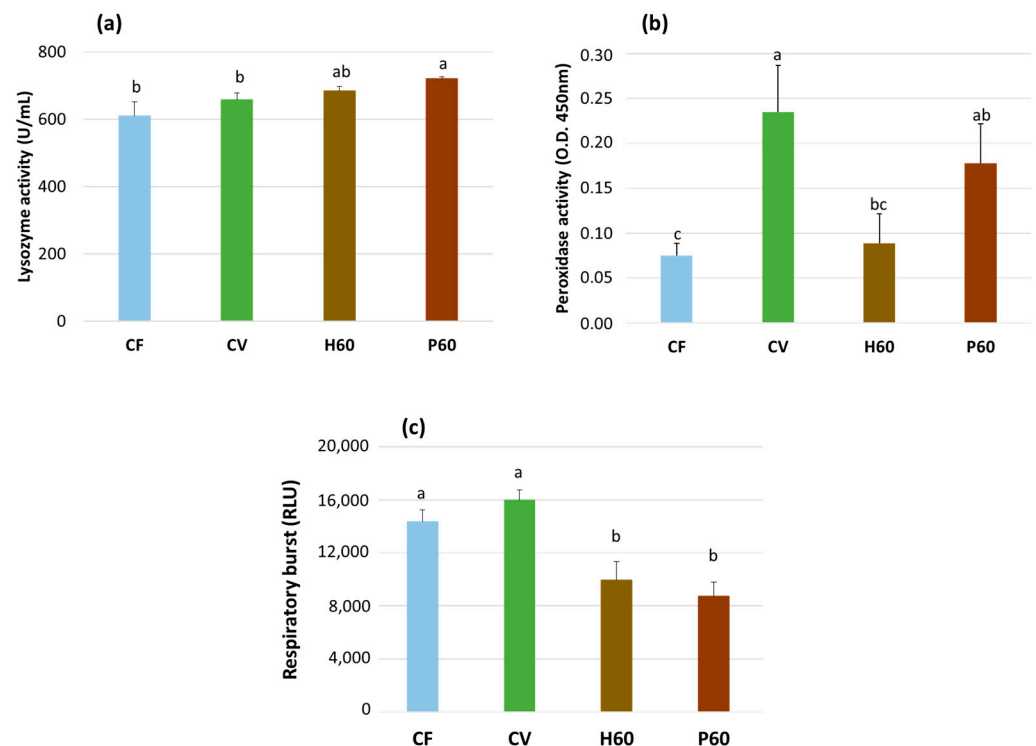 (a)
Lysozyme activity (U/mL)
800
600
400
200
0
b
b
ab
a
CF
CV
H60
P60
(b)
Peroxidase activity (O.D. 450nm)
0.30
0.25
0.20
0.15
0.10
0.05
0.00
c
a
bc
ab
CF
CV
H60
P60
(c)
Respiratory burst (RLU)
20,000
16,000
12,000
8,000
4,000
0
a
a
b
b
CF
CV
H60
P60